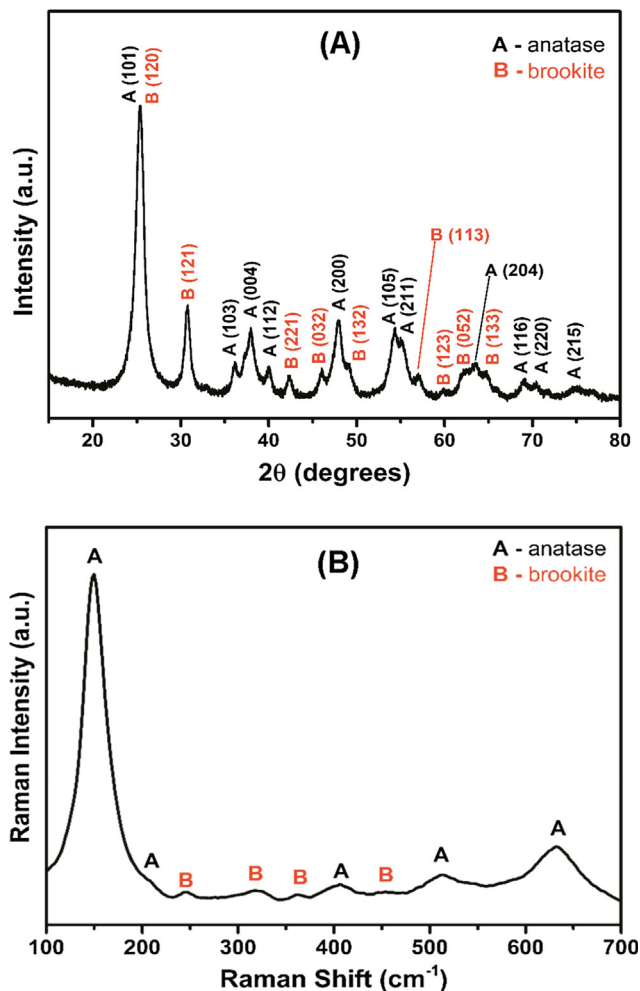 (A)
A - anatase
B - brookite
A (101)
B (120)
B (121)
A (103)
A (004)
A (112)
B (221)
B (032)
A (200)
B (132)
A (105)
A (211)
B (113)
B (123)
B (052)
A (204)
B (133)
A (116)
A (220)
A (215)
Intensity (a.u.)
20 30 40 50 60 70 80
2θ (degrees)
(B)
A - anatase
B - brookite
A
A
B
B
B
A
B
A
A
Raman Intensity (a.u.)
100 200 300 400 500 600 700
Raman Shift (cm⁻¹)